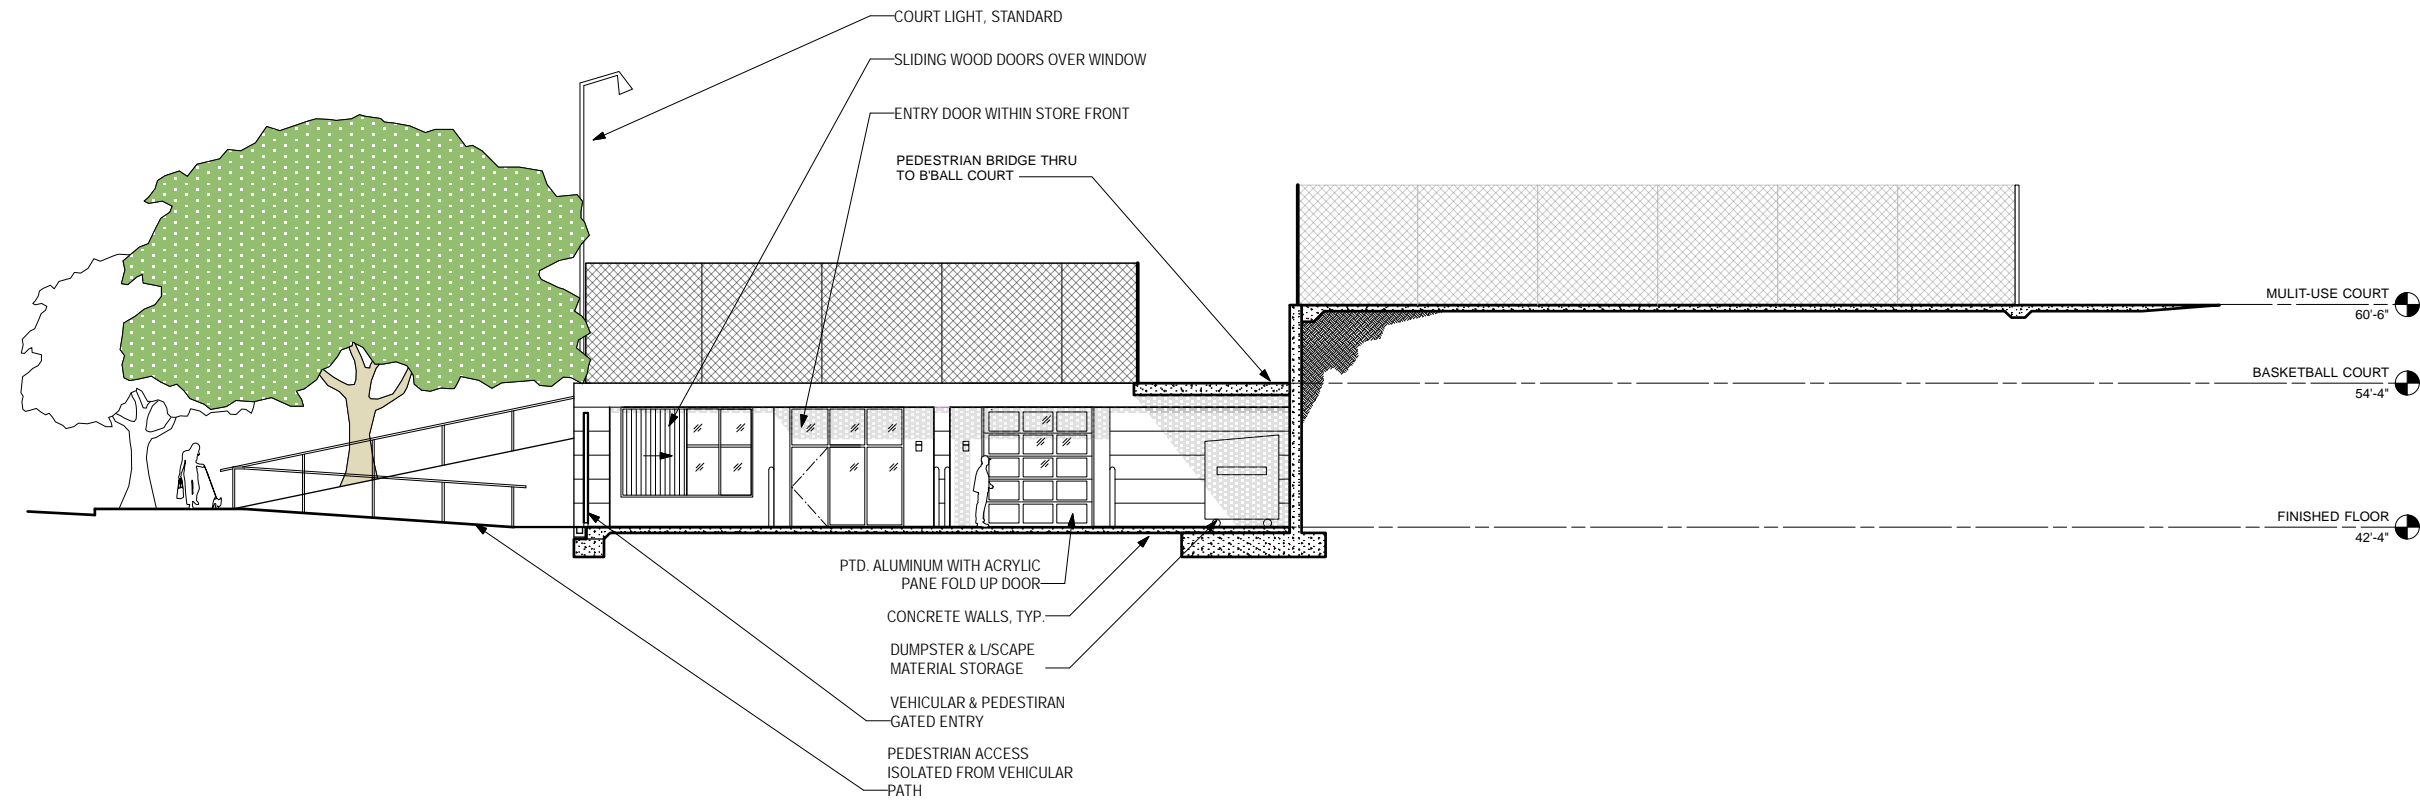 COURT LIGHT, STANDARD
SLIDING WOOD DOORS OVER WINDOW
ENTRY DOOR WITHIN STORE FRONT
PEDESTRIAN BRIDGE THRU
TO B'BALL COURT
MULIT-USE COURT
60'-6"
BASKETBALL COURT
54'-4"
FINISHED FLOOR
42'-4"
PTD. ALUMINUM WITH ACRYLIC
PANE FOLD UP DOOR
CONCRETE WALLS, TYP.
DUMPSTER & L/SCAPE
MATERIAL STORAGE
VEHICULAR & PEDESTIRAN
GATED ENTRY
PEDESTRIAN ACCESS
ISOLATED FROM VEHICULAR
PATH